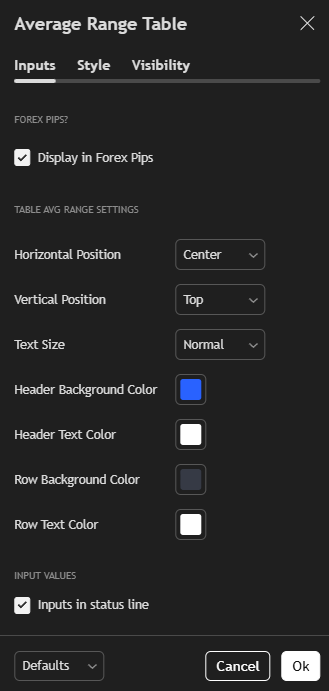 Average Range Table
Inputs Style Visibility
FOREX PIPS?
Display in Forex Pips
TABLE AVG RANGE SETTINGS
Horizontal Position Center
Vertical Position Top
Text Size Normal
Header Background Color
Header Text Color
Row Background Color
Row Text Color
INPUT VALUES
Inputs in status line
Defaults Cancel Ok